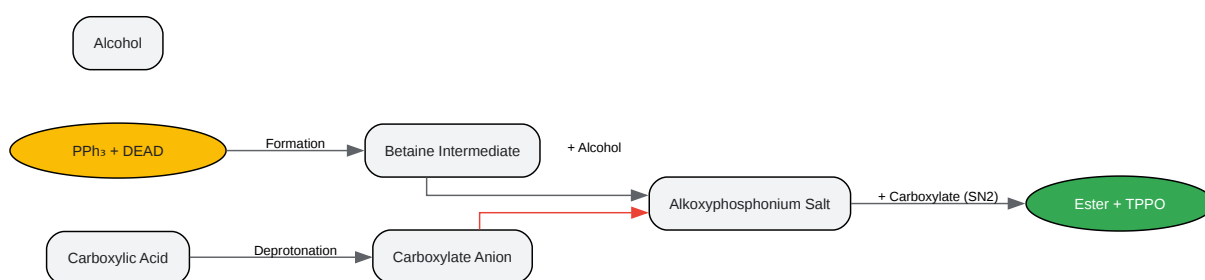 Alcohol
PPh₃ + DEAD
Formation
Betaine Intermediate
+ Alcohol
Alkoxyphosphonium Salt
+ Carboxylate (SN2)
Ester + TPPO
Carboxylic Acid
Deprotonation
Carboxylate Anion